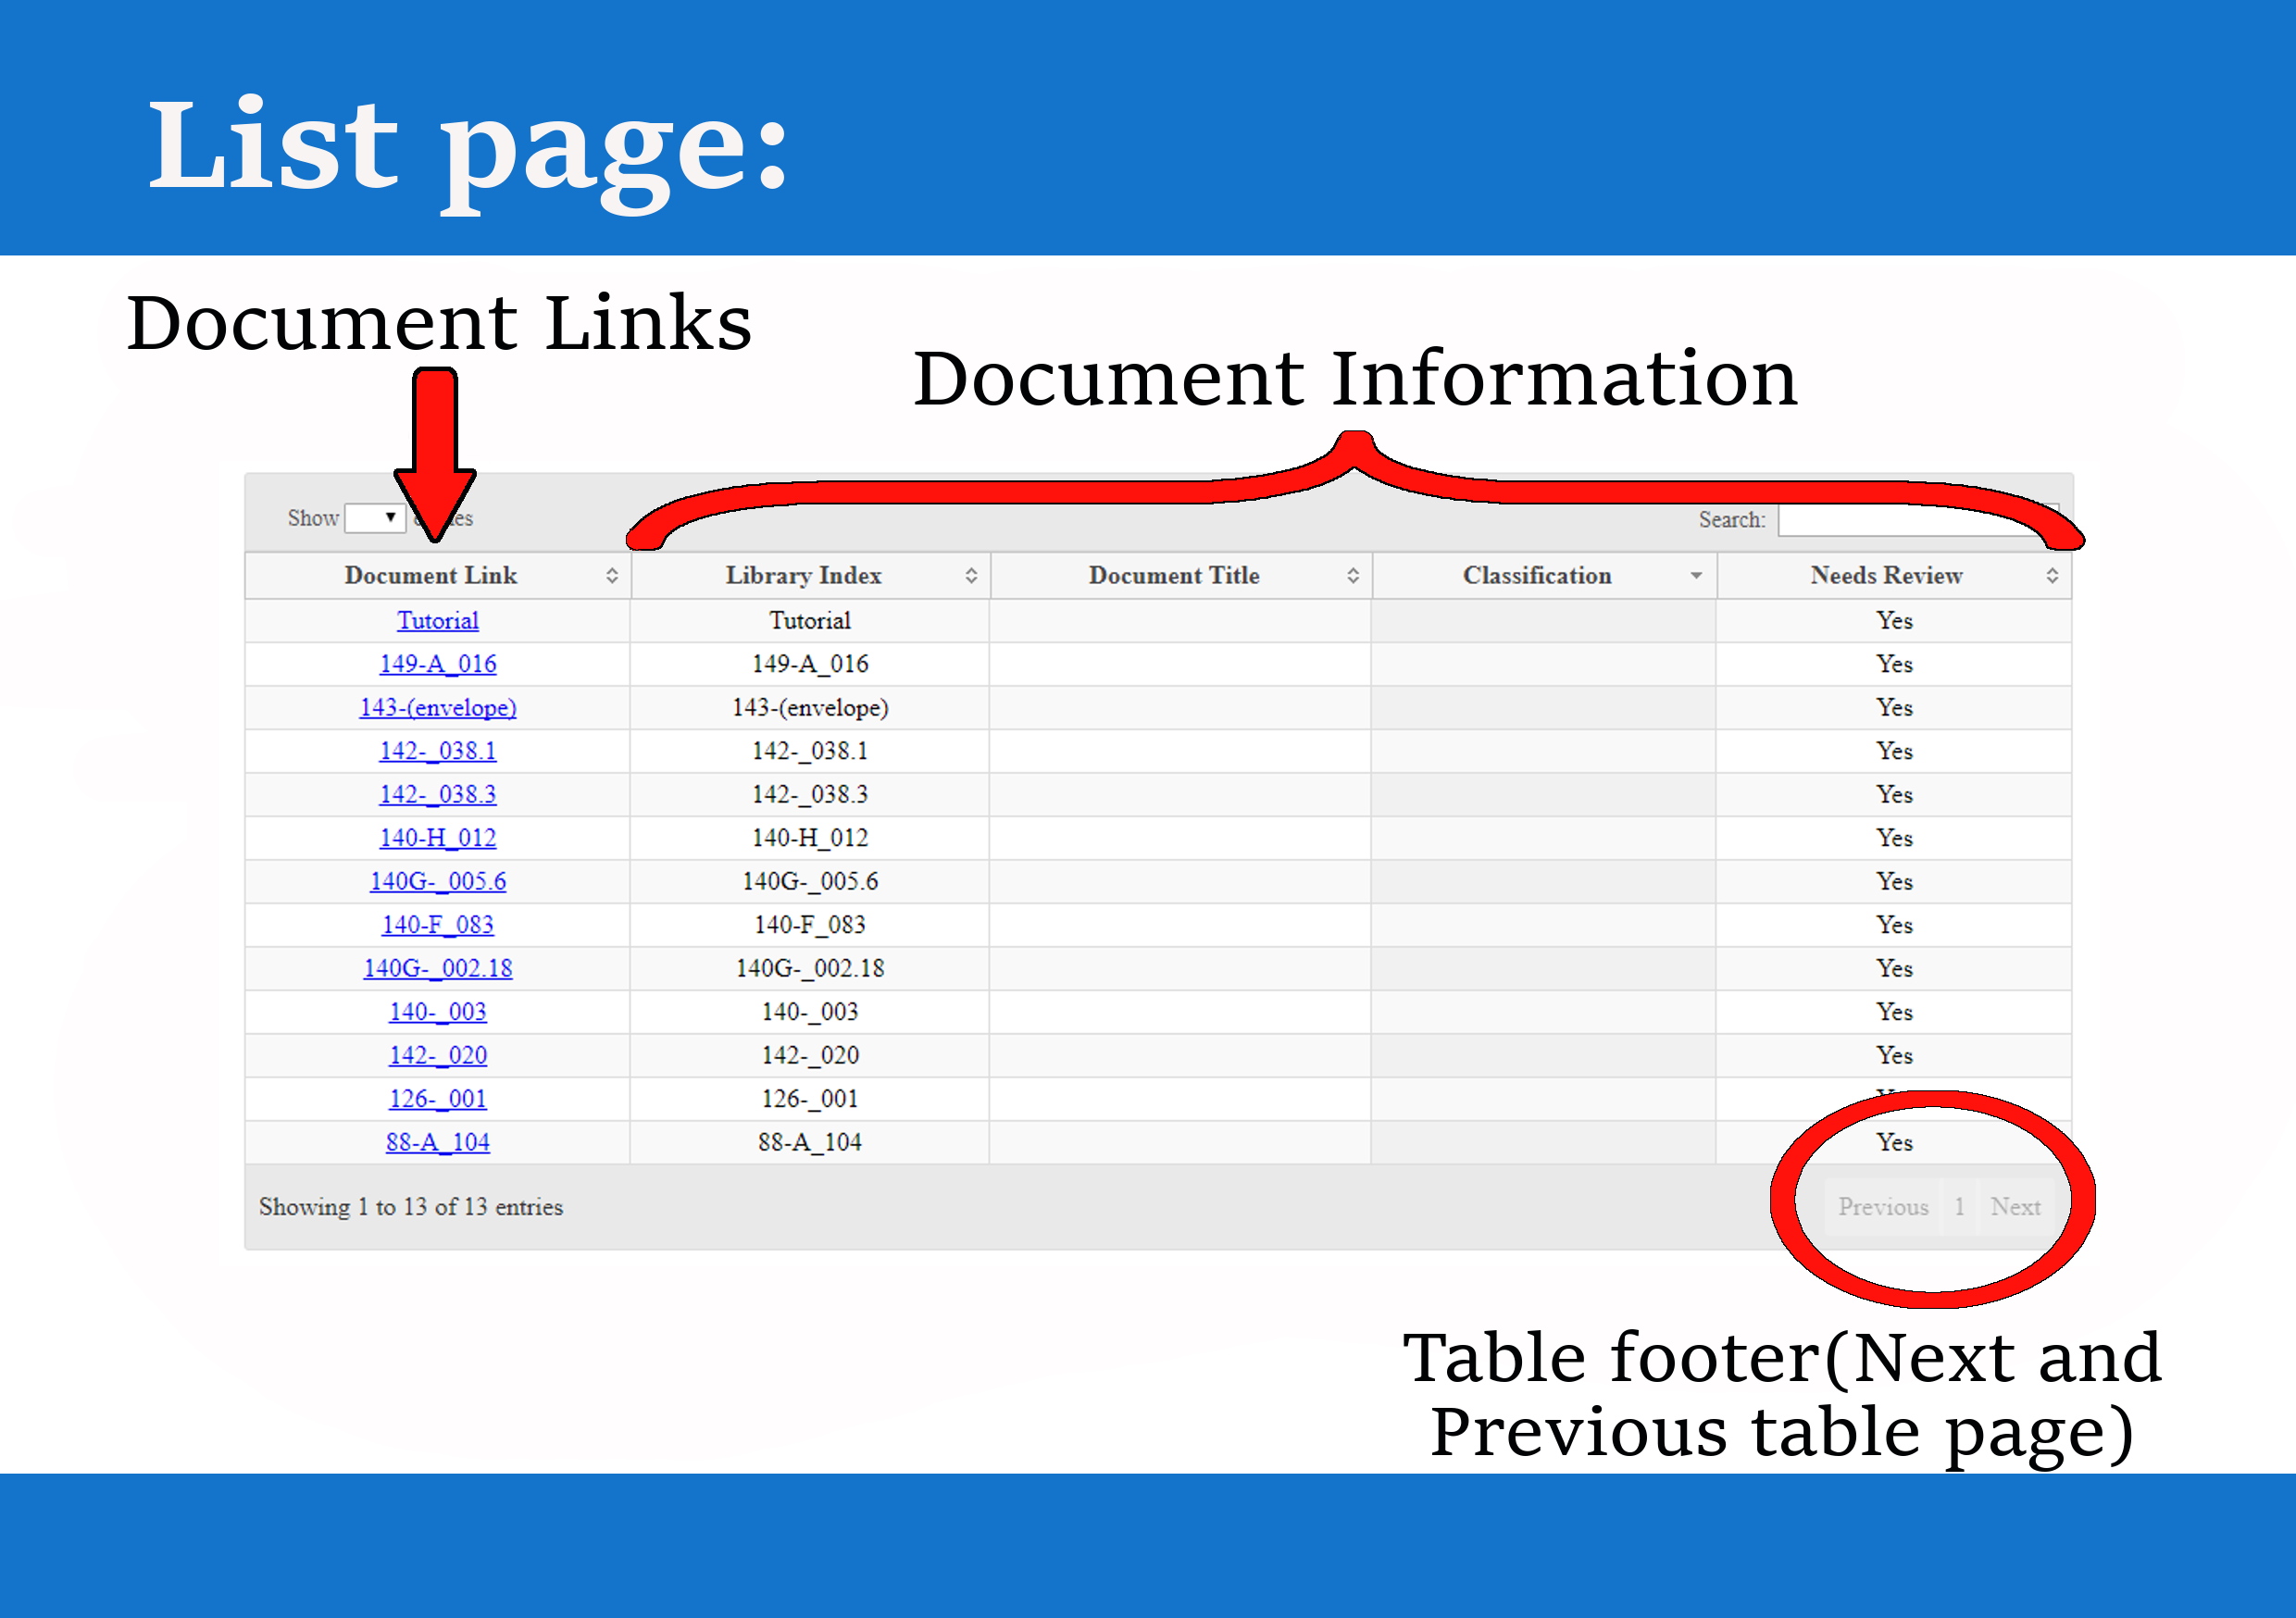 List page:
Document Links
Document Information
Show
Search:
Document Link Library Index Document Title Classification Needs Review
Tutorial Tutorial Yes
149-A_016 149-A_016 Yes
143-(envelope) 143-(envelope) Yes
142-_038.1 142-_038.1 Yes
142-_038.3 142-_038.3 Yes
140-H_012 140-H_012 Yes
140G-_005.6 140G-_005.6 Yes
140-F_083 140-F_083 Yes
140G-_002.18 140G-_002.18 Yes
140-_003 140-_003 Yes
142-_020 142-_020 Yes
126-_001 126-_001
88-A_104 88-A_104 Yes
Showing 1 to 13 of 13 entries
Previous 1 Next
Table footer(Next and
Previous table page)